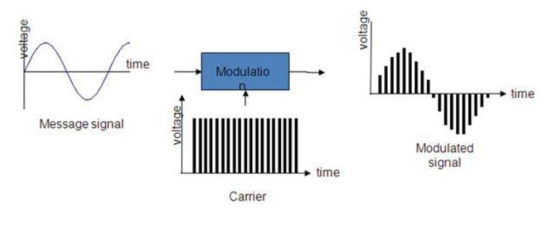 voltage
time
Message signal
Modulatio
n
voltage
time
Carrier
voltage
time
Modulated
signal